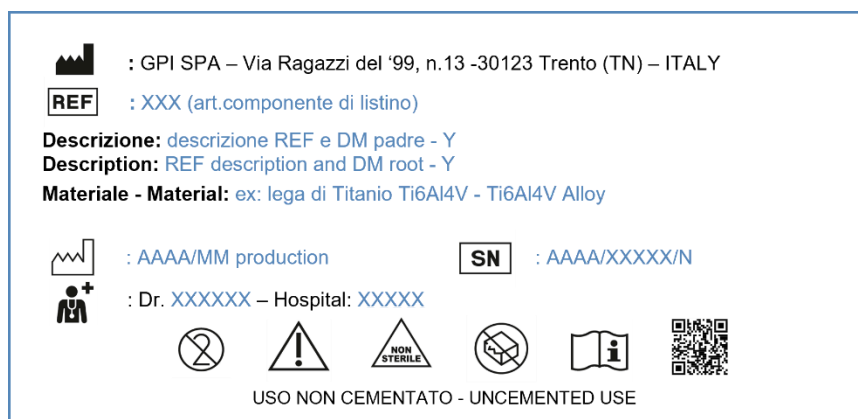 : GPI SPA – Via Ragazzi del ‘99, n.13 -30123 Trento (TN) – ITALY
REF : XXX (art.componente di listino)
Descrizione: descrizione REF e DM padre - Y
Description: REF description and DM root - Y
Materiale - Material: ex: lega di Titanio Ti6Al4V - Ti6Al4V Alloy
: AAAA/MM production SN : AAAA/XXXXX/N
: Dr. XXXXXX – Hospital: XXXXX
2 NON STERILE i
USO NON CEMENTATO - UNCEMENTED USE